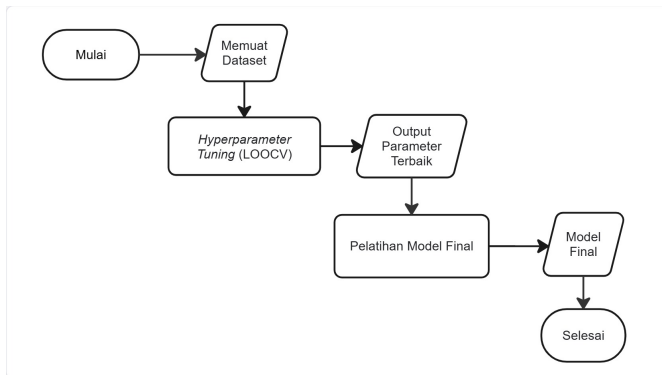 Mulai
Memuat
Dataset
Hyperparameter
Tuning (LOOCV)
Output
Parameter
Terbaik
Pelatihan Model Final
Model
Final
Selesai